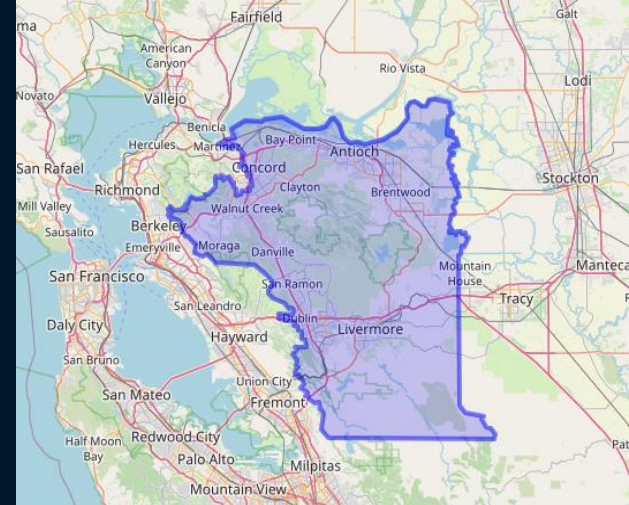 ma
Fairfield
Galt
American
Canyon
Rio Vista
Lodi
Novato
Vallejo
Benicia
Hercules
Martinez
Bay Point
Antioch
San Rafael
Concord
Stockton
Richmond
Clayton
Brentwood
Mill Valley
Walnut Creek
Sausalito
Berkeley
Emeryville
Moraga
Danville
San Francisco
San Ramon
Mountain
House
Manteca
Tracy
San Leandro
Dublin
Livermore
Daly City
Hayward
San Bruno
Union City
San Mateo
Fremont
Half Moon
Bay
Redwood City
Palo Alto
Milpitas
Pat
Mountain View